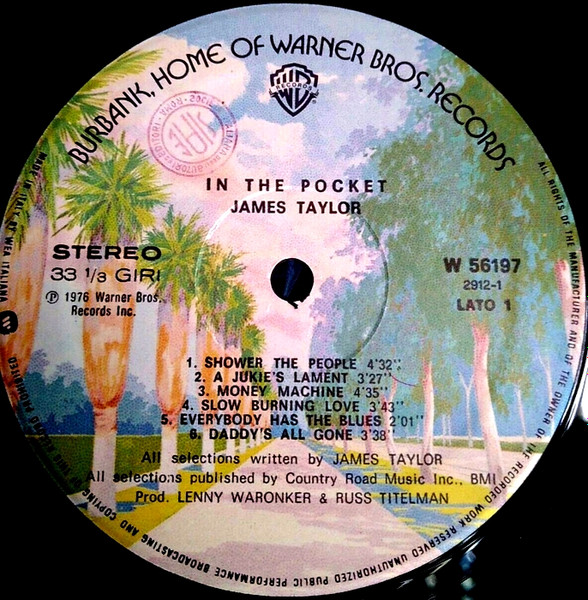 BURBANK, HOME OF WARNER BROS. RECORDS
RECORDS
SIAE
IN THE POCKET
JAMES TAYLOR
STEREO
33 1/3 GIRI
℗ 1976 Warner Bros.
Records Inc.
W 56197
2912-1
LATO 1
1. SHOWER THE PEOPLE 4'32''
2. A JUKIE'S LAMENT 3'27''
3. MONEY MACHINE 4'35''
4. SLOW BURNING LOVE 3'43''
5. EVERYBODY HAS THE BLUES 2'01''
6. DADDY'S ALL GONE 3'38''
All selections written by JAMES TAYLOR
All selections published by Country Road Music Inc., BMI
Prod. LENNY WARONKER & RUSS TITELMAN
MADE IN ITALY BY WEA ITALIANA
ALL RIGHTS OF THE MANUFACTURER AND OF THE OWNER OF THE RECORDED WORK RESERVED UNAUTHORIZED PUBLIC PERFORMANCE BROADCASTING AND COPYING OF THIS RECORD PROHIBITED